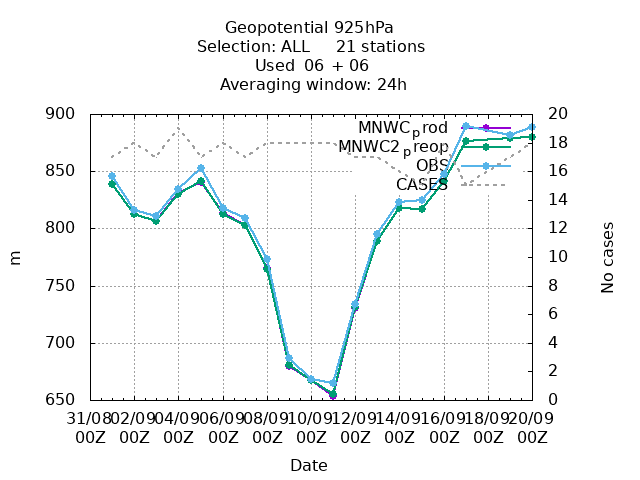 Geopotential 925hPa
Selection: ALL     21 stations
Used  06 + 06
Averaging window: 24h
900
850
800
750
700
650
m
20
18
16
14
12
10
8
6
4
2
0
No cases
MNWCprod
MNWC2preop
OBS
CASES
31/08 02/09 04/09 06/09 08/09 10/09 12/09 14/09 16/09 18/09 20/09
00Z 00Z 00Z 00Z 00Z 00Z 00Z 00Z 00Z 00Z 00Z
Date